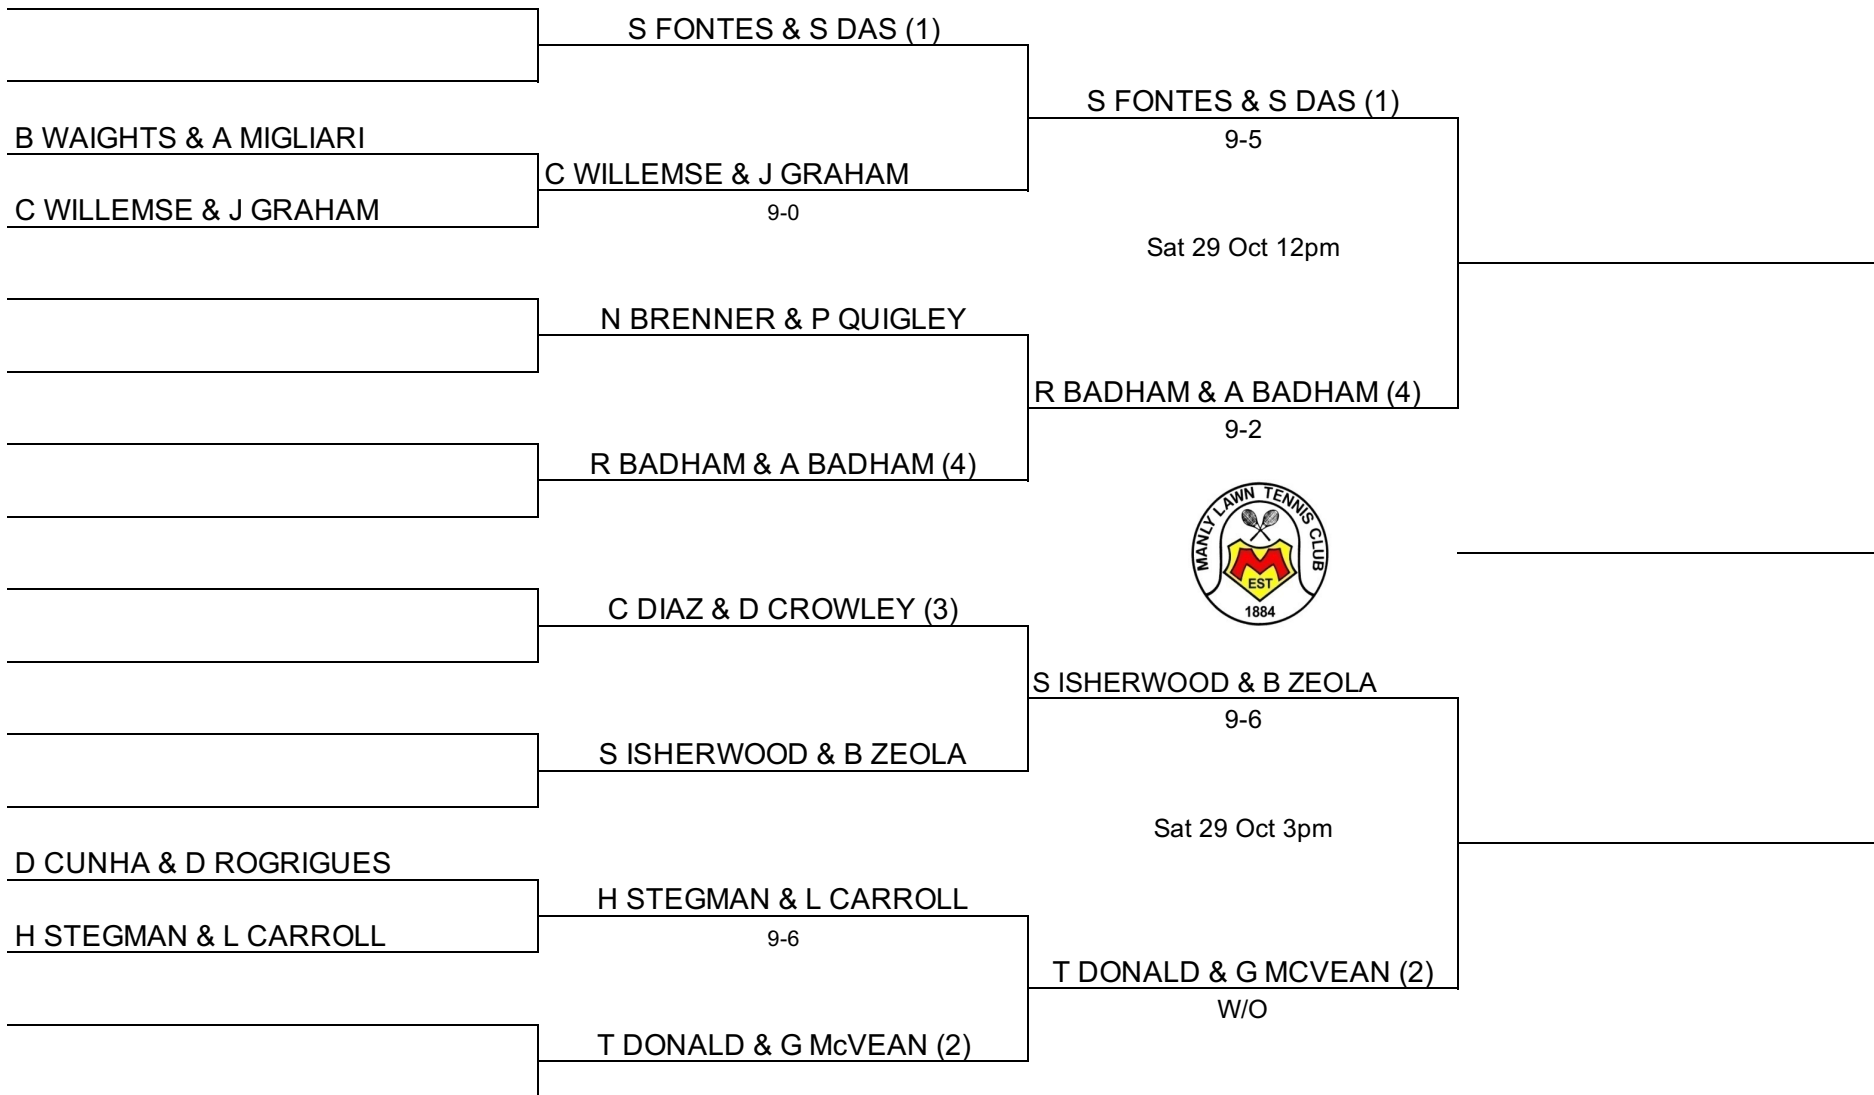 S FONTES & S DAS (1)
S FONTES & S DAS (1)
B WAIGHTS & A MIGLIARI
9-5
C WILLEMSE & J GRAHAM
C WILLEMSE & J GRAHAM
9-0
Sat 29 Oct 12pm
N BRENNER & P QUIGLEY
R BADHAM & A BADHAM (4)
9-2
R BADHAM & A BADHAM (4)
MANLY LAWN TENNIS CLUB
M
EST
1884
C DIAZ & D CROWLEY (3)
S ISHERWOOD & B ZEOLA
9-6
S ISHERWOOD & B ZEOLA
Sat 29 Oct 3pm
D CUNHA & D ROGRIGUES
H STEGMAN & L CARROLL
H STEGMAN & L CARROLL
9-6
T DONALD & G MCVEAN (2)
W/O
T DONALD & G McVEAN (2)